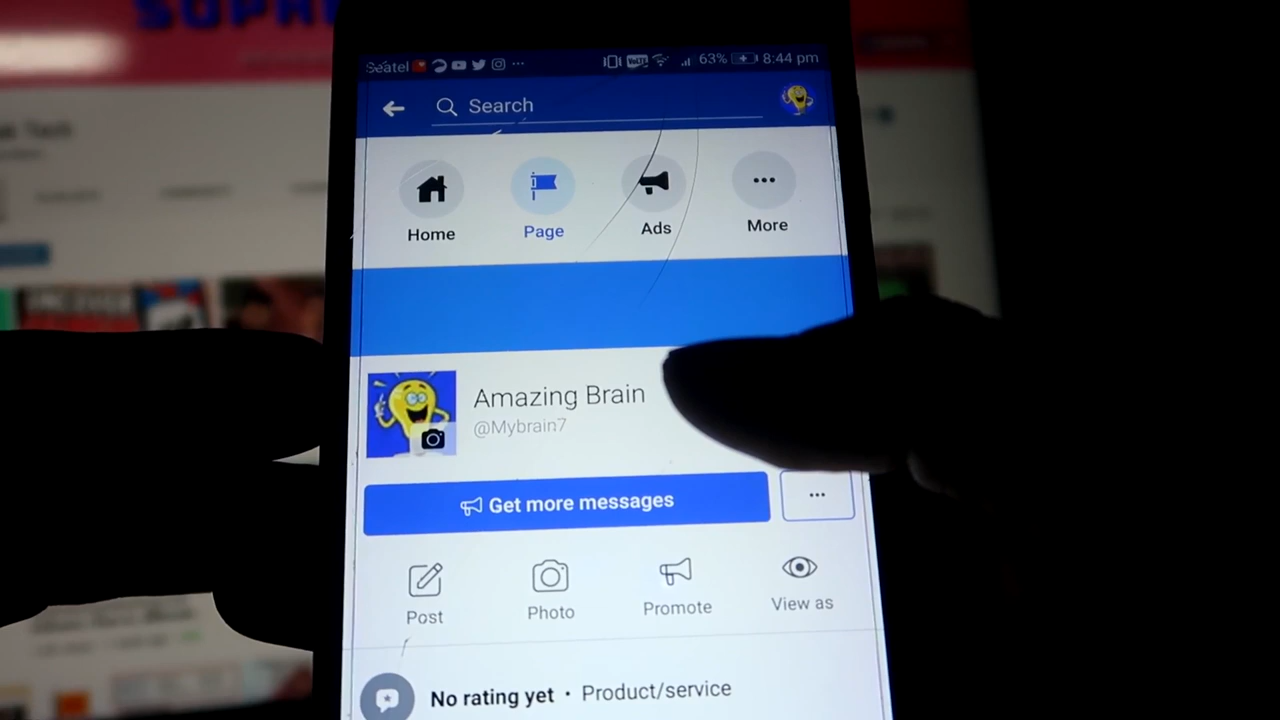 Seatel 63% 8:44 pm
Search
Home Page Ads More
Amazing Brain
@Mybrain7
Get more messages
Post Photo Promote View as
No rating yet · Product/service